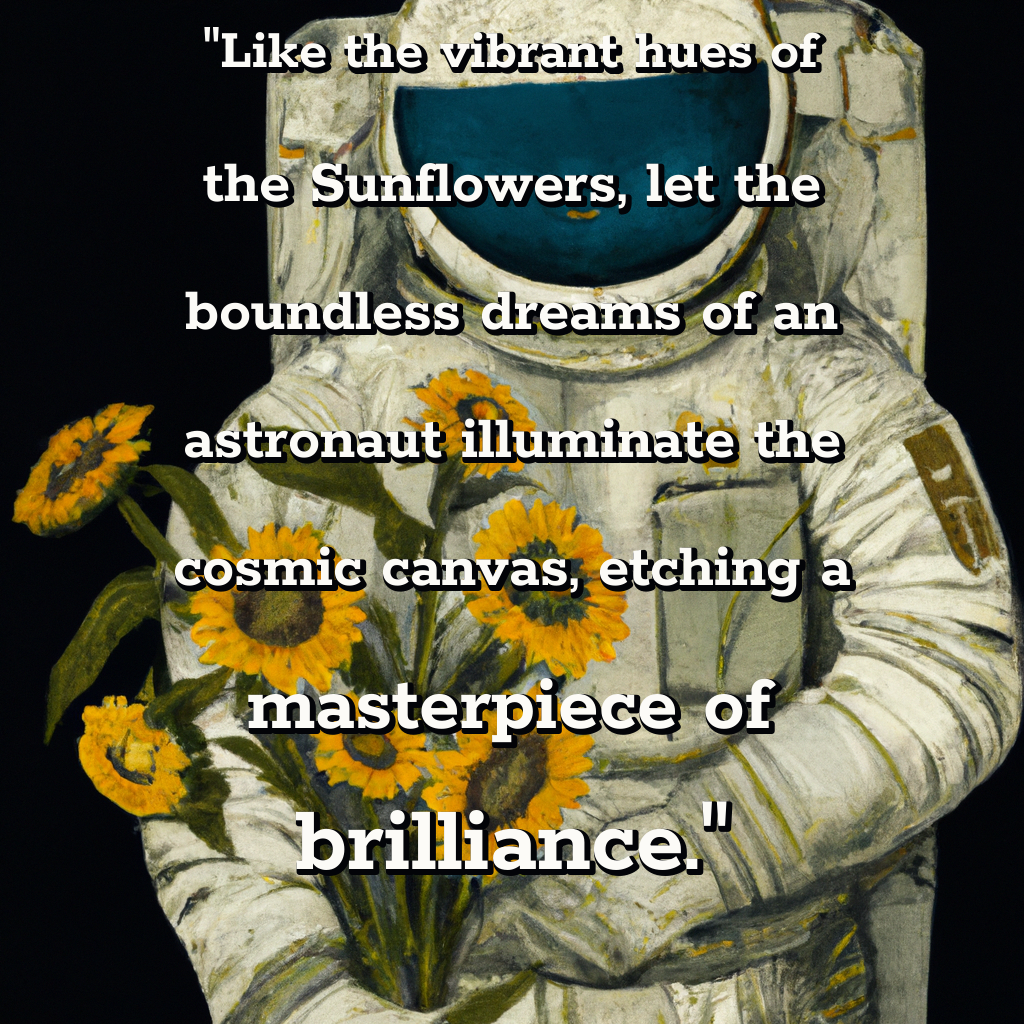 "Like the vibrant hues of
the Sunflowers, let the
boundless dreams of an
astronaut illuminate the
cosmic canvas, etching a
masterpiece of
brilliance."